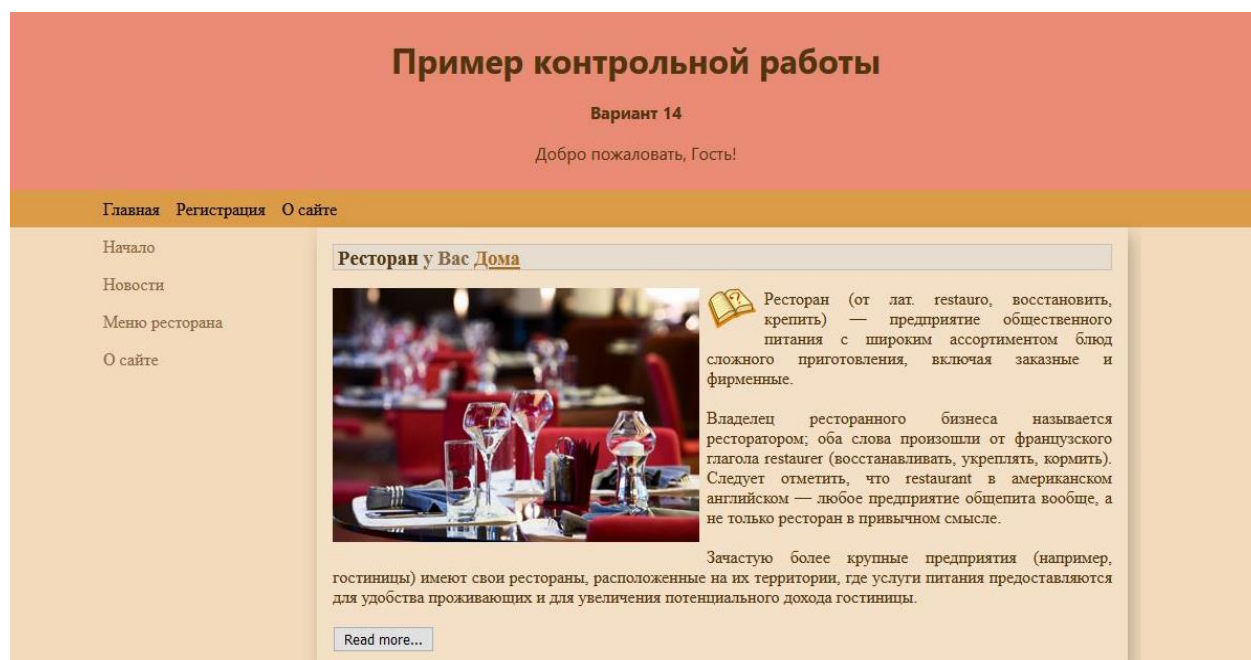 Пример контрольной работы
Вариант 14
Добро пожаловать, Гость!
Главная Регистрация О сайте
Начало
Новости
Меню ресторана
О сайте
Ресторан у Вас Дома
Ресторан (от лат. restauro, восстановить,
крепить) — предприятие общественного
питания с широким ассортиментом блюд
сложного приготовления, включая заказные и
фирменные.
Владелец ресторанного бизнеса называется
ресторатором; оба слова произошли от французского
глагола restaurer (восстанавливать, укреплять, кормить).
Следует отметить, что restaurant в американском
английском — любое предприятие общепита вообще, а
не только ресторан в привычном смысле.
Зачастую более крупные предприятия (например,
гостиницы) имеют свои рестораны, расположенные на их территории, где услуги питания предоставляются
для удобства проживающих и для увеличения потенциального дохода гостиницы.
Read more...